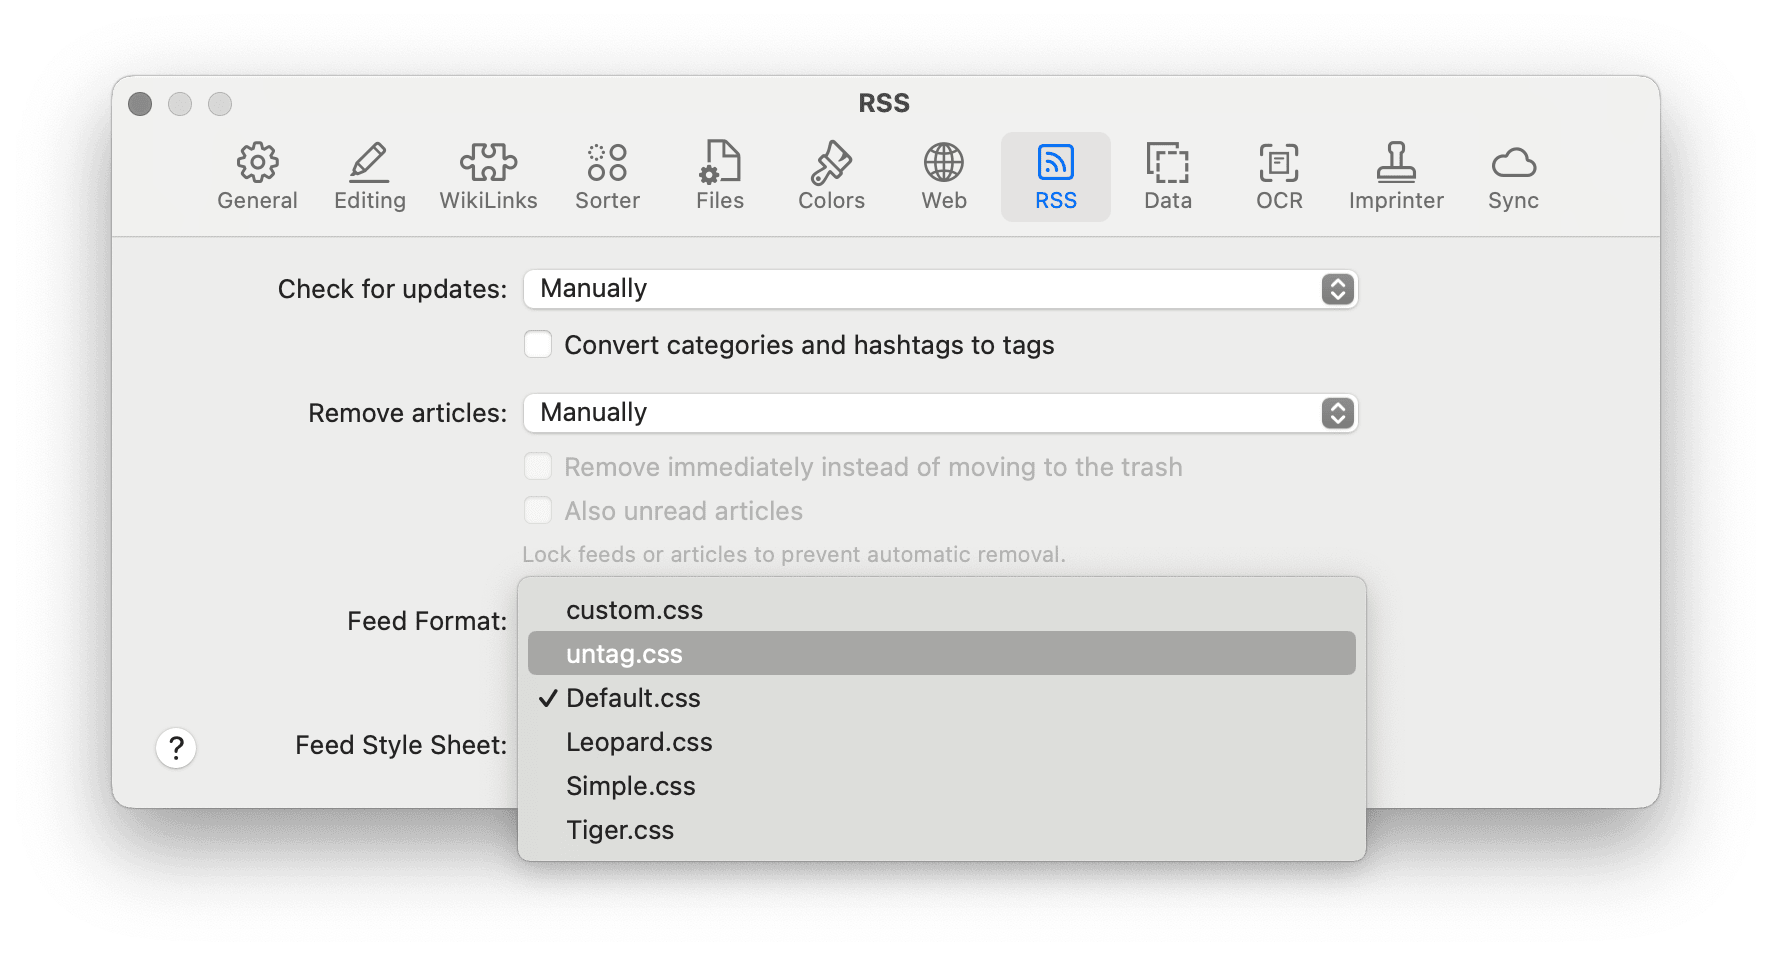 RSS
General Editing WikiLinks Sorter Files Colors Web RSS Data OCR Imprinter Sync
Check for updates: Manually
Convert categories and hashtags to tags
Remove articles: Manually
Remove immediately instead of moving to the trash
Also unread articles
Lock feeds or articles to prevent automatic removal.
Feed Format:
custom.css
untag.css
✓ Default.css
Feed Style Sheet:
Leopard.css
Simple.css
Tiger.css
?